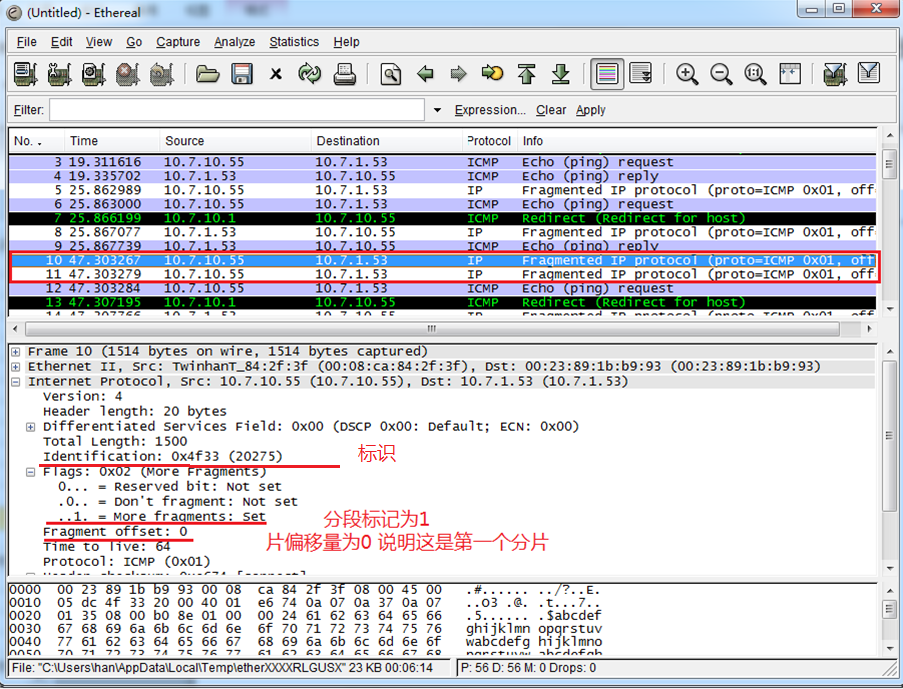 (Untitled) - Ethereal
File Edit View Go Capture Analyze Statistics Help
Filter: Expression... Clear Apply
No. . Time Source Destination Protocol Info
3 19.311616 10.7.10.55 10.7.1.53 ICMP Echo (ping) request
4 19.335702 10.7.1.53 10.7.10.55 ICMP Echo (ping) reply
5 25.862989 10.7.10.55 10.7.1.53 IP Fragmented IP protocol (proto=ICMP 0x01, off
6 25.863000 10.7.10.55 10.7.1.53 ICMP Echo (ping) request
7 25.866199 10.7.10.1 10.7.10.55 ICMP Redirect (Redirect for host)
8 25.867077 10.7.1.53 10.7.10.55 IP Fragmented IP protocol (proto=ICMP 0x01, off
9 25.867739 10.7.1.53 10.7.10.55 ICMP Echo (ping) reply
10 47.303267 10.7.10.55 10.7.1.53 IP Fragmented IP protocol (proto=ICMP 0x01, off
11 47.303279 10.7.10.55 10.7.1.53 IP Fragmented IP protocol (proto=ICMP 0x01, off
12 47.303284 10.7.10.55 10.7.1.53 ICMP Echo (ping) request
13 47.307195 10.7.10.1 10.7.10.55 ICMP Redirect (Redirect for host)
14 47.307766 10.7.1.53 10.7.10.55 IP Fragmented IP protocol (proto=ICMP 0x01, off
Frame 10 (1514 bytes on wire, 1514 bytes captured)
Ethernet II, Src: TwinhanT_84:2f:3f (00:08:ca:84:2f:3f), Dst: 00:23:89:1b:b9:93 (00:23:89:1b:b9:93)
Internet Protocol, Src: 10.7.10.55 (10.7.10.55), Dst: 10.7.1.53 (10.7.1.53)
Version: 4
Header length: 20 bytes
Differentiated Services Field: 0x00 (DSCP 0x00: Default; ECN: 0x00)
Total Length: 1500
Identification: 0x4f33 (20275) 标识
Flags: 0x02 (More Fragments)
0... = Reserved bit: Not set
.0.. = Don't fragment: Not set
..1. = More fragments: Set
分段标记为1
Fragment offset: 0
片偏移量为0 说明这是第一个分片
Time to live: 64
Protocol: ICMP (0x01)
Header checksum: 0xe674 [correct]
0000 00 23 89 1b b9 93 00 08 ca 84 2f 3f 08 00 45 00 .#...... ../?..E.
0010 05 dc 4f 33 20 00 40 01 e6 74 0a 07 0a 37 0a 07 ..O3 .@. .t...7..
0020 01 35 08 00 b0 8e 01 00 00 24 61 62 63 64 65 66 .5...... .$abcdef
0030 67 68 69 6a 6b 6c 6d 6e 6f 70 71 72 73 74 75 76 ghijklmn opqrstuv
0040 77 61 62 63 64 65 66 67 68 69 6a 6b 6c 6d 6e 6f wabcdefg hijklmno
0050 70 71 72 73 74 75 76 77 61 62 63 64 65 66 67 68 pqrstuvw abcdefgh
File: "C:\Users\han\AppData\Local\Temp\etherXXXXRLGUSX" 23 KB 00:06:14 P: 56 D: 56 M: 0 Drops: 0